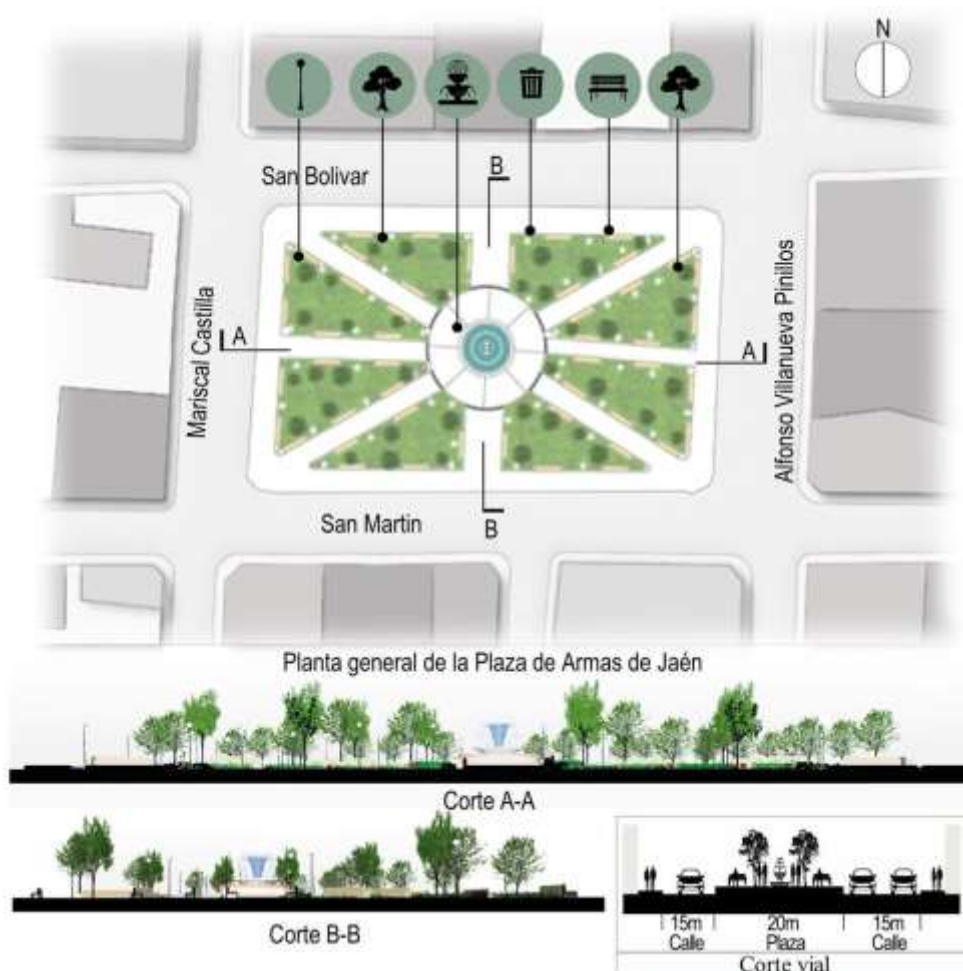 N
San Bolivar
B
Mariscal Castilla
A
A
Alfonso Villanueva Pinillos
San Martin
B
Planta general de la Plaza de Armas de Jaén
Corte A-A
Corte B-B
15m 20m 15m
Calle Plaza Calle
Corte vial